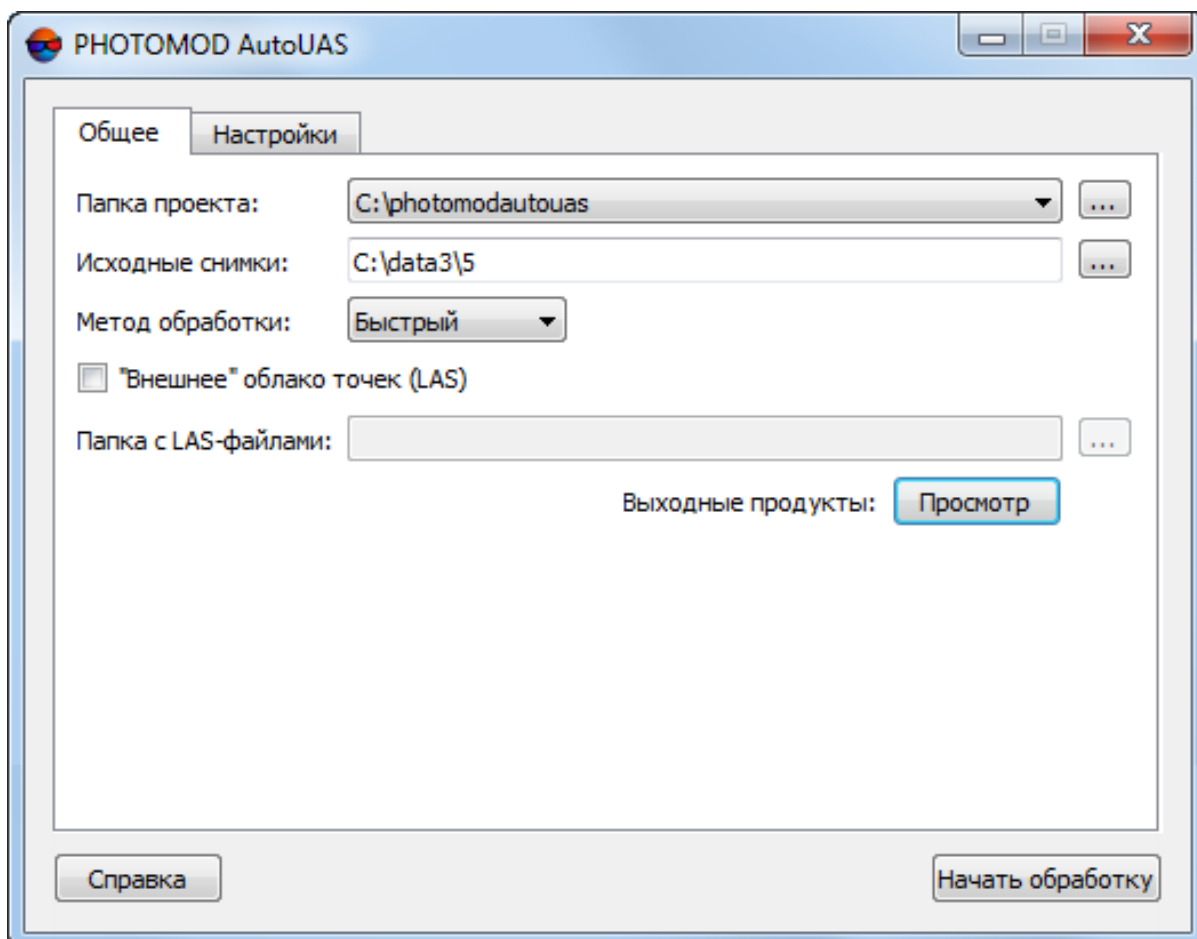 PHOTOMOD AutoUAS
Общее Настройки
Папка проекта: C:\photomodautouas ...
Исходные снимки: C:\data3\5 ...
Метод обработки: Быстрый
"Внешнее" облако точек (LAS)
Папка с LAS-файлами: ...
Выходные продукты: Просмотр
Справка Начать обработку